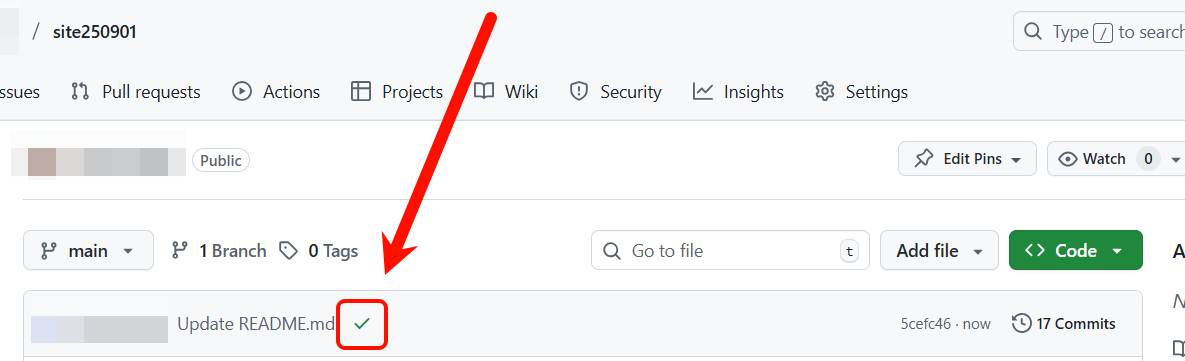 / site250901
Type / to search
ssues Pull requests Actions Projects Wiki Security Insights Settings
Public Edit Pins Watch 0
main 1 Branch 0 Tags Go to file t Add file Code
Update README.md 5cefc46 · now 17 Commits